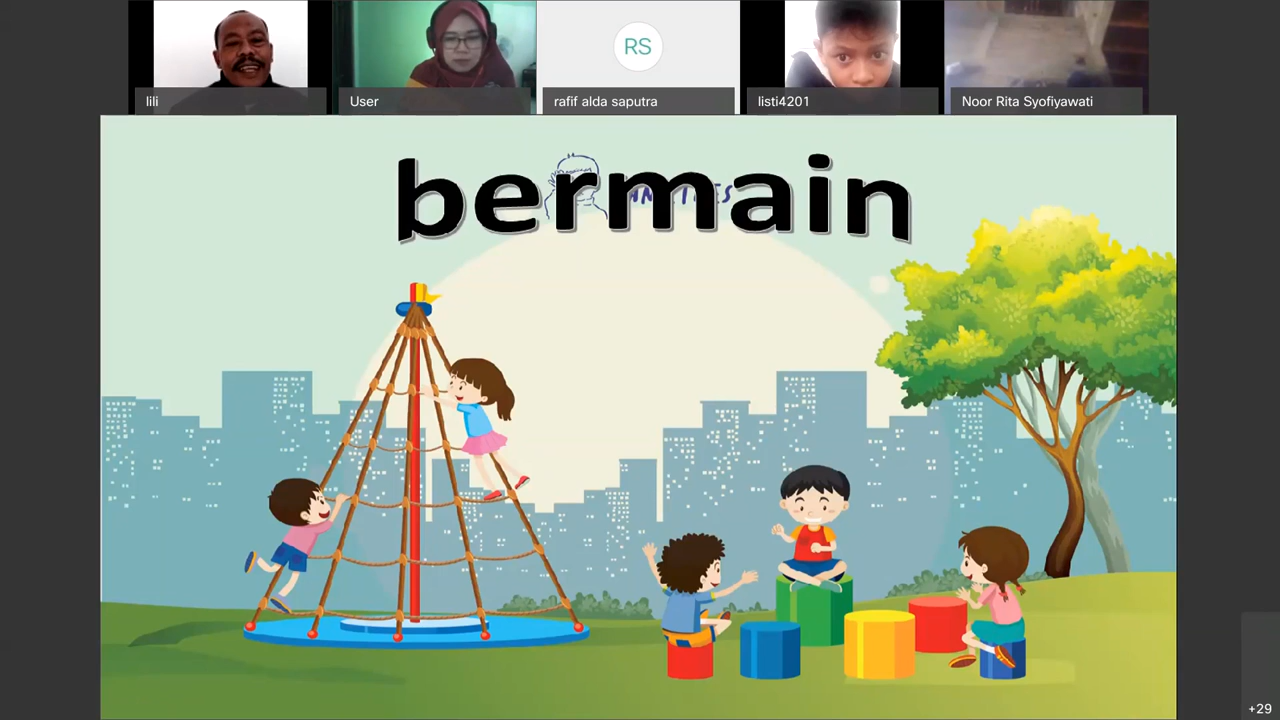 lili
User
RS
rafif alda saputra
listi4201
Noor Rita Syofiyawati
bermain
+29